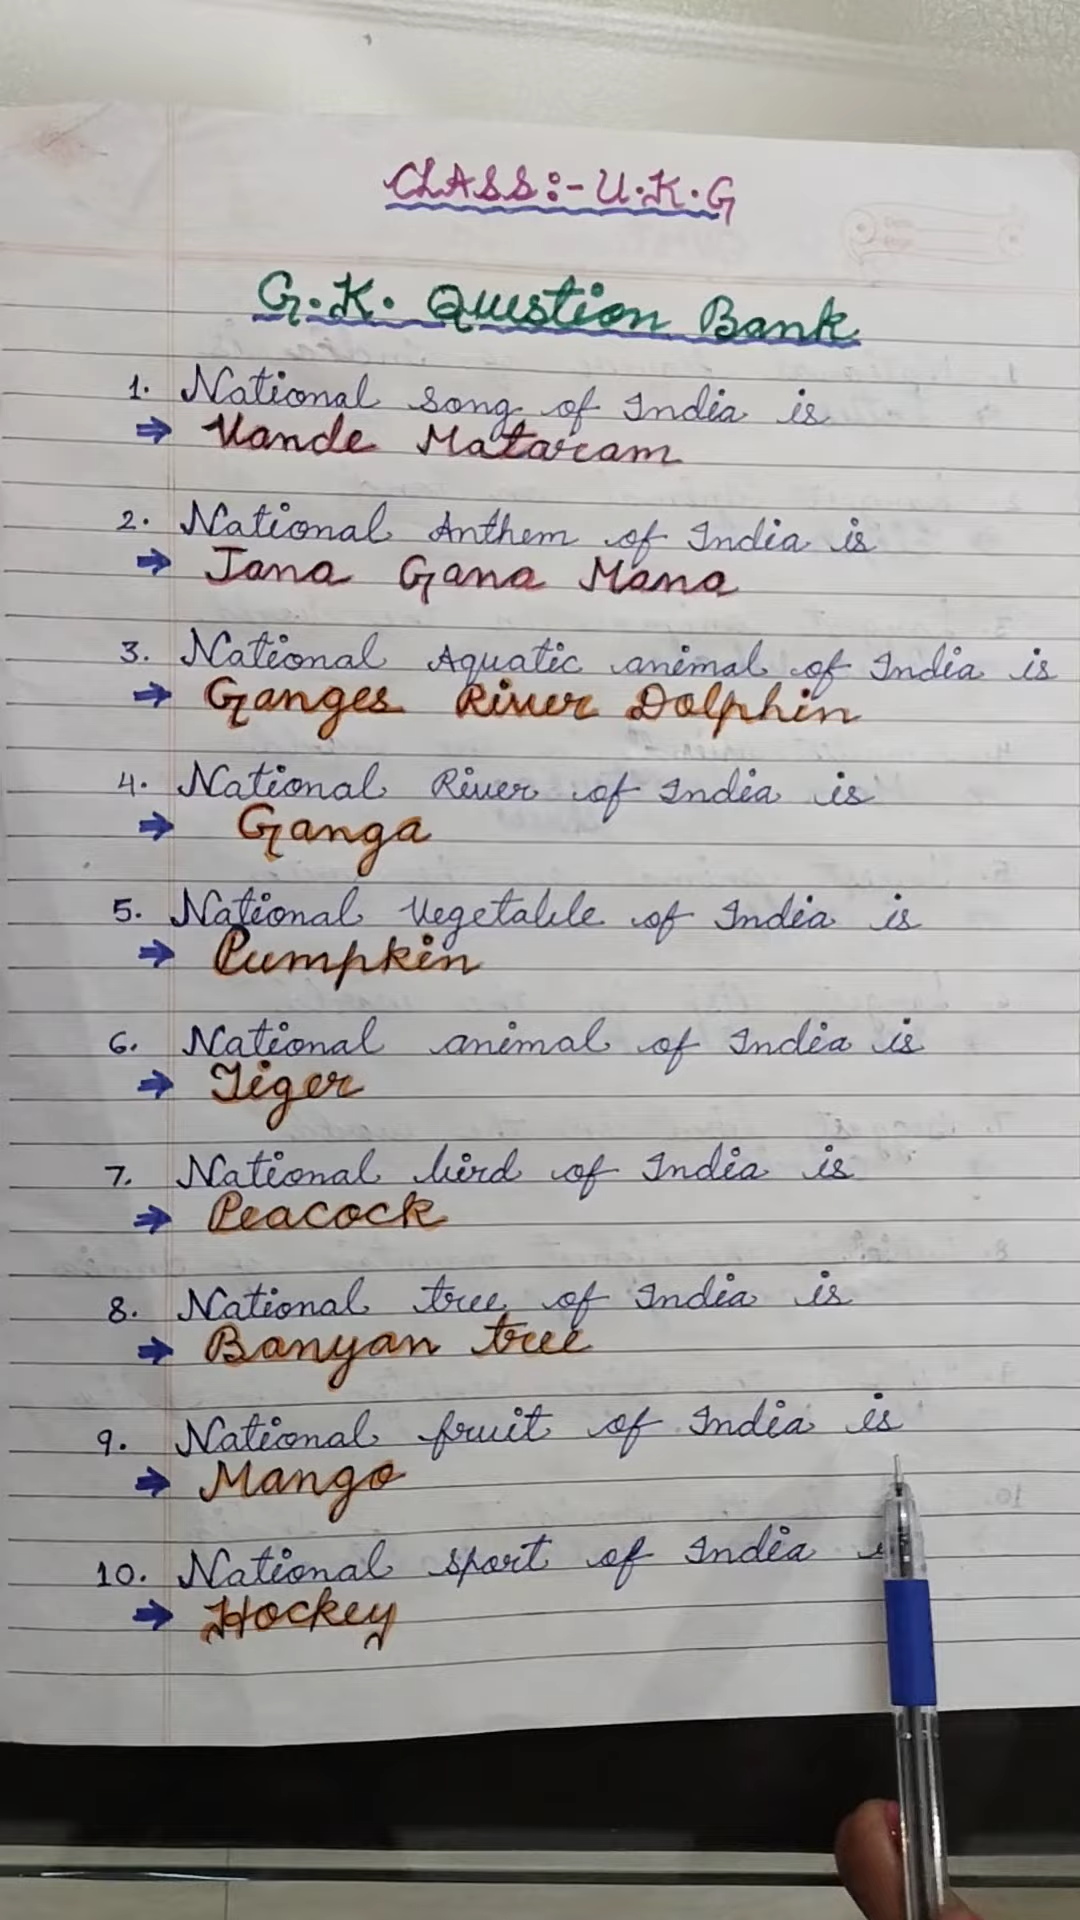 CLASS:- U.K.G
G.K. Question Bank
1. National song of India is
⇒ Vande Mataram
2. National Anthem of India is
⇒ Jana Gana Mana
3. National Aquatic animal of India is
⇒ Ganges River Dolphin
4. National River of India is
⇒ Ganga
5. National Vegetable of India is
⇒ Pumpkin
6. National animal of India is
⇒ Tiger
7. National bird of India is
⇒ Peacock
8. National tree of India is
⇒ Banyan tree
9. National fruit of India is
⇒ Mango
10. National sport of India
⇒ Hockey